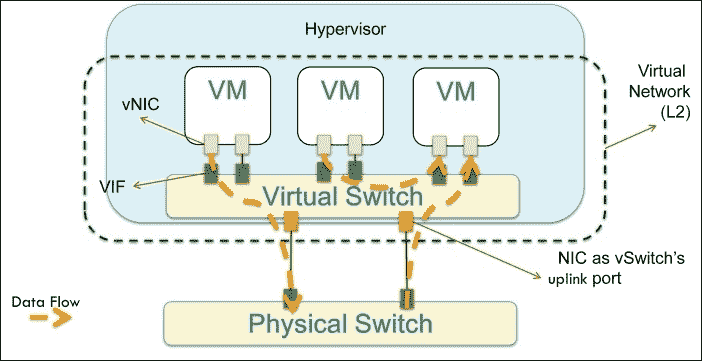 Hypervisor
VM
VM
VM
vNIC
Virtual
Network
(L2)
VIF
Virtual Switch
NIC as vSwitch's
uplink port
Data Flow
Physical Switch